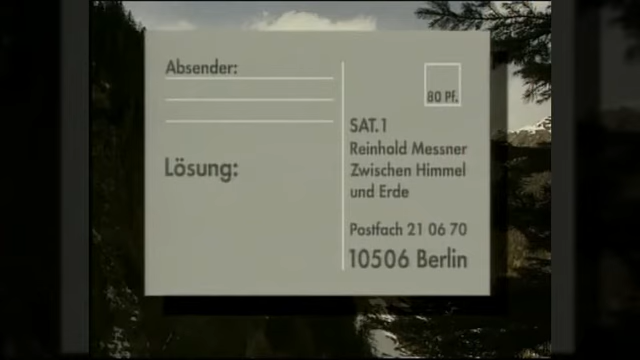 Absender:
Lösung:
80 Pf.
SAT.1
Reinhold Messner
Zwischen Himmel
und Erde
Postfach 21 06 70
10506 Berlin